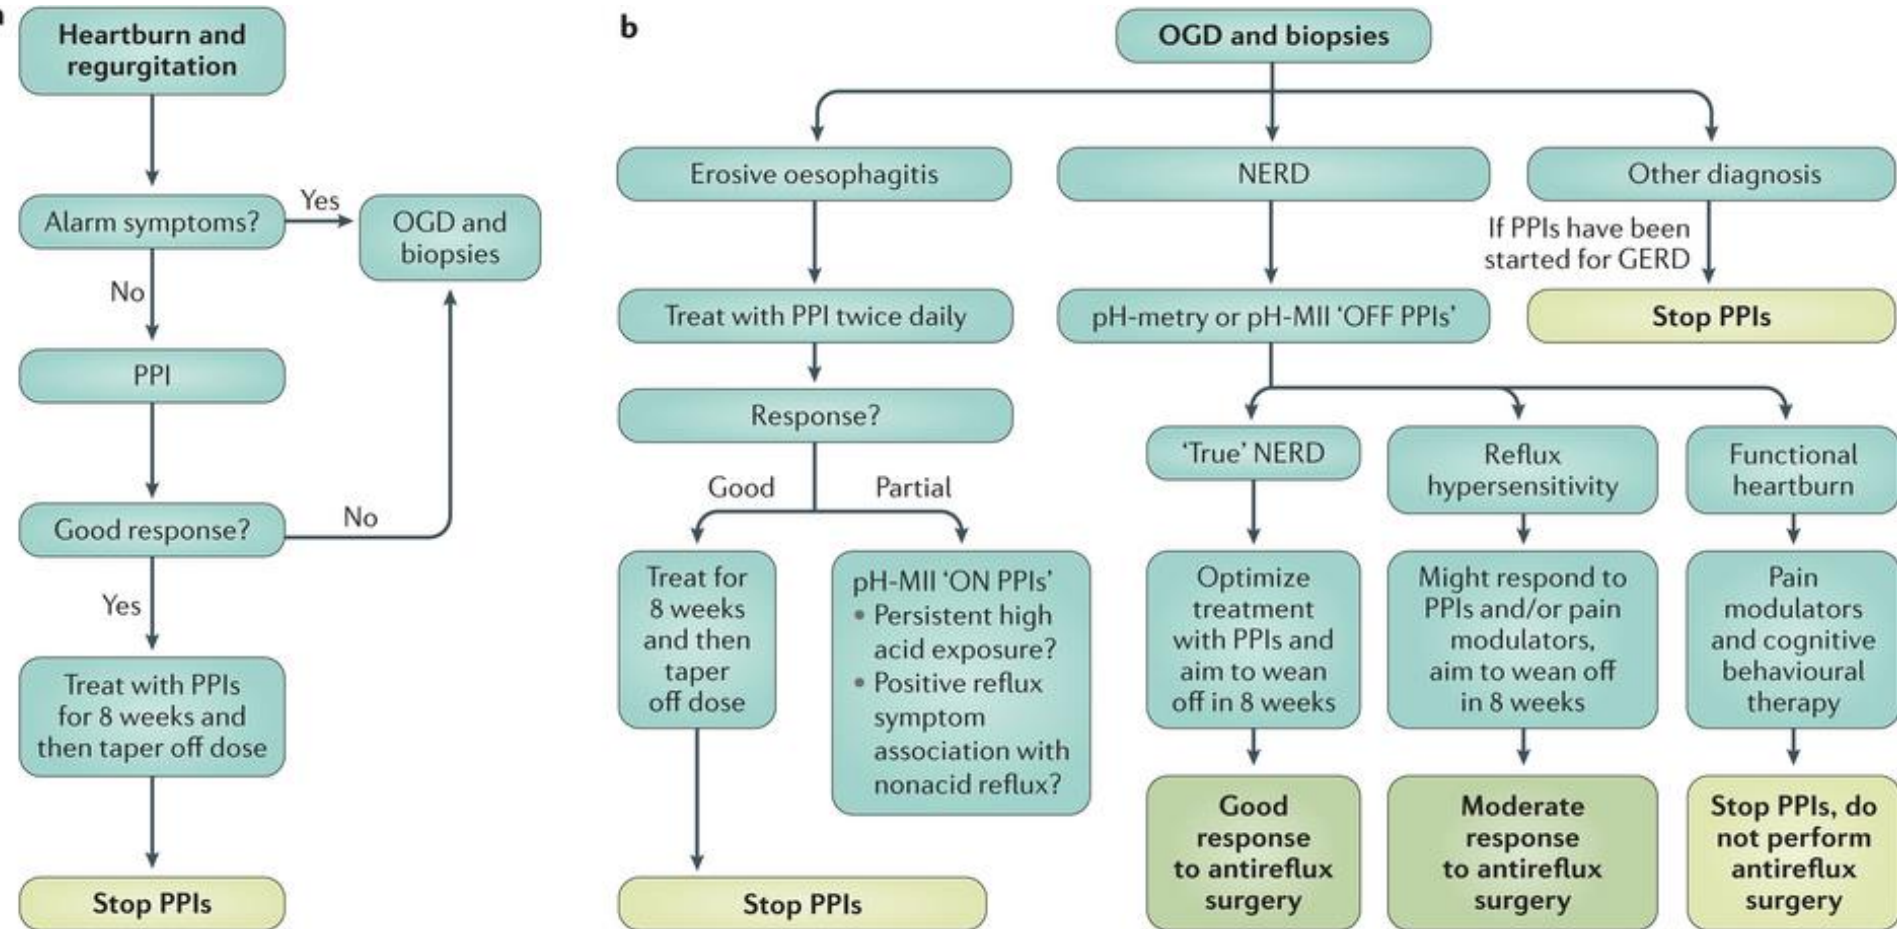 Heartburn and
regurgitation
Alarm symptoms?
Yes
OGD and
biopsies
No
PPI
Good response?
No
Yes
Treat with PPIs
for 8 weeks and
then taper off dose
Stop PPIs
b
OGD and biopsies
Erosive oesophagitis
NERD
Other diagnosis
If PPIs have been
started for GERD
Treat with PPI twice daily
pH-metry or pH-MII ‘OFF PPIs’
Stop PPIs
Response?
Good
Partial
Treat for
8 weeks
and then
taper
off dose
pH-MII ‘ON PPIs’
• Persistent high
acid exposure?
• Positive reflux
symptom
association with
nonacid reflux?
Stop PPIs
‘True’ NERD
Reflux
hypersensitivity
Functional
heartburn
Optimize
treatment
with PPIs and
aim to wean
off in 8 weeks
Might respond to
PPIs and/or pain
modulators,
aim to wean off
in 8 weeks
Pain
modulators
and cognitive
behavioural
therapy
Good
response
to antireflux
surgery
Moderate
response
to antireflux
surgery
Stop PPIs, do
not perform
antireflux
surgery